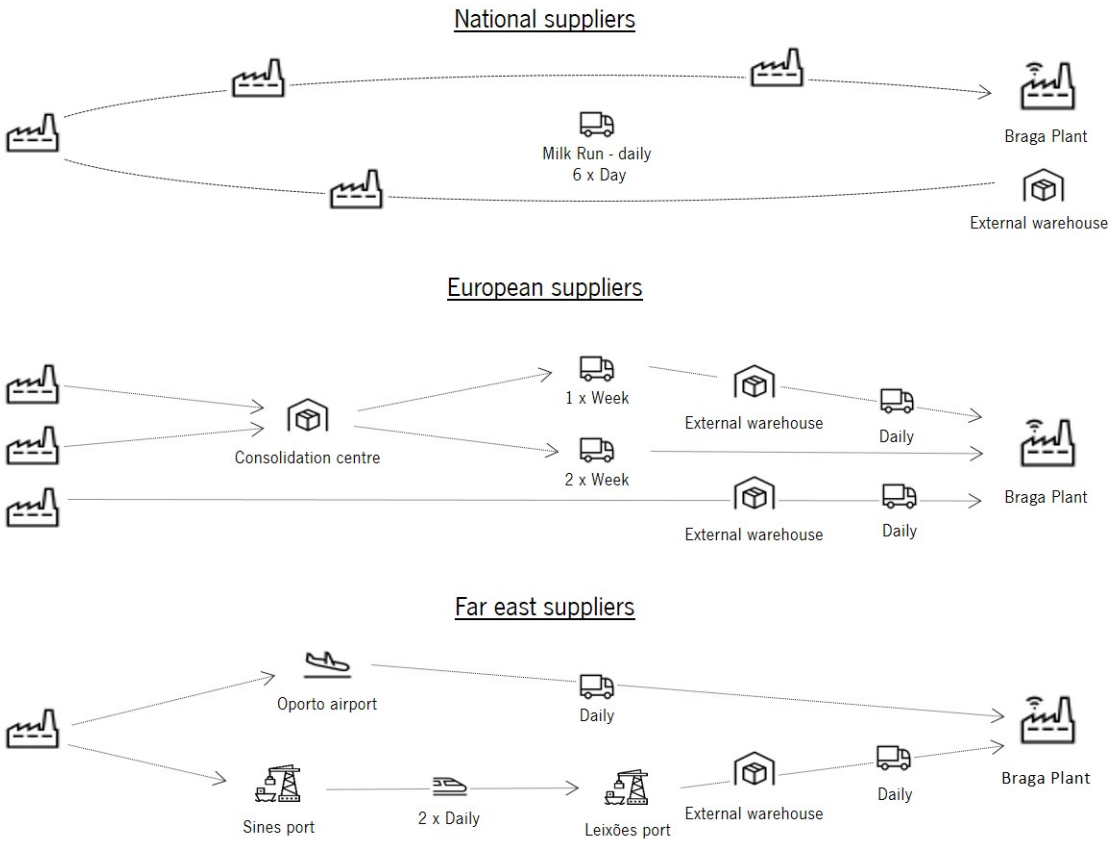 National suppliers
Braga Plant
Milk Run - daily
6 x Day
External warehouse
European suppliers
1 x Week
External warehouse
Daily
Consolidation centre
2 x Week
Braga Plant
External warehouse
Daily
Far east suppliers
Oporto airport
Daily
Braga Plant
Sines port
2 x Daily
Leixões port
External warehouse
Daily